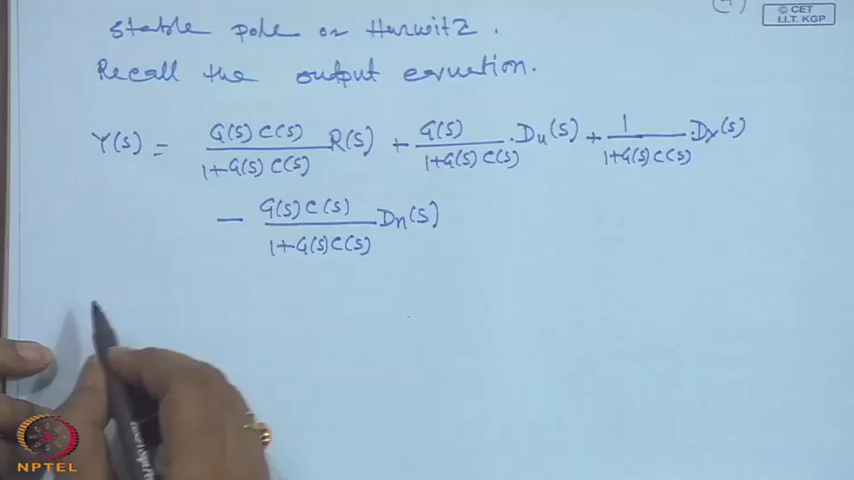 stable pole or Hurwitz.
© CET
I.I.T. KGP
Recall the output equation.
Y(s) = G(s)C(s) / 1+G(s)C(s) R(s) + G(s) / 1+G(s)C(s) · Du(s) + 1 / 1+G(s)C(s) · Dy(s)
- G(s)C(s) / 1+G(s)C(s) Dn(s)
NPTEL